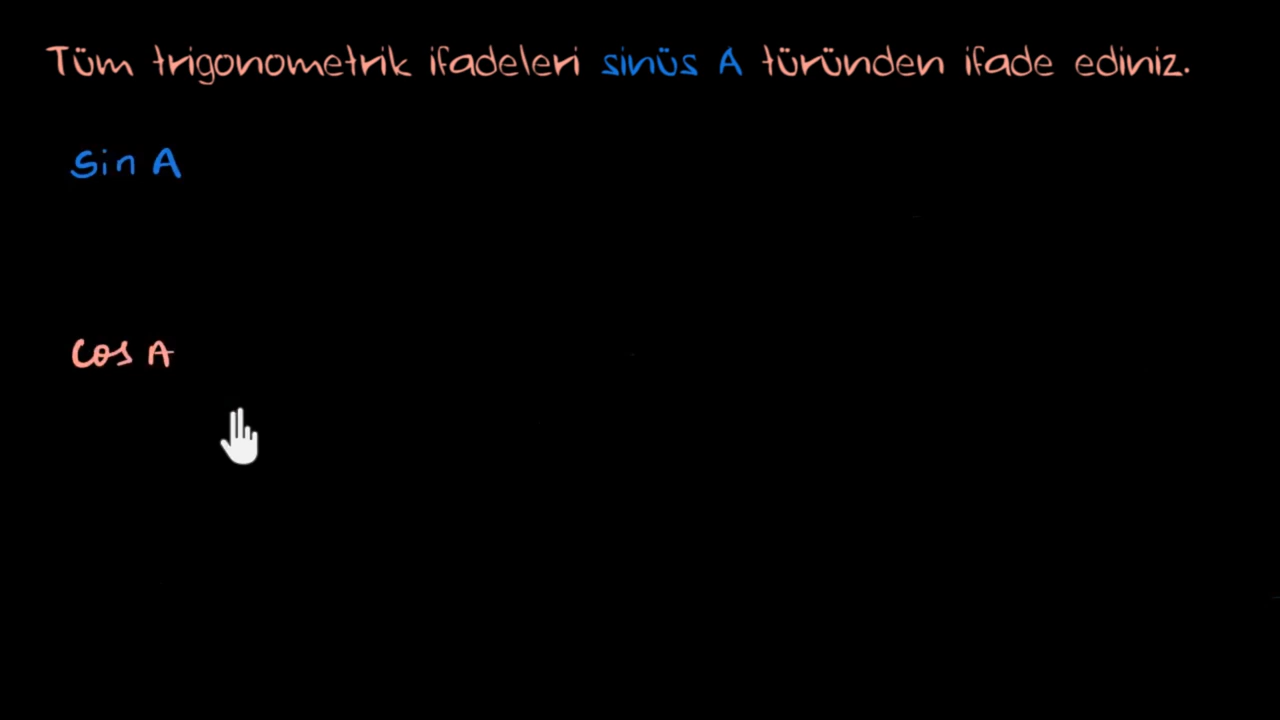 Tüm trigonometrik ifadeleri sinüs A türünden ifade ediniz.
Sin A
Cos A